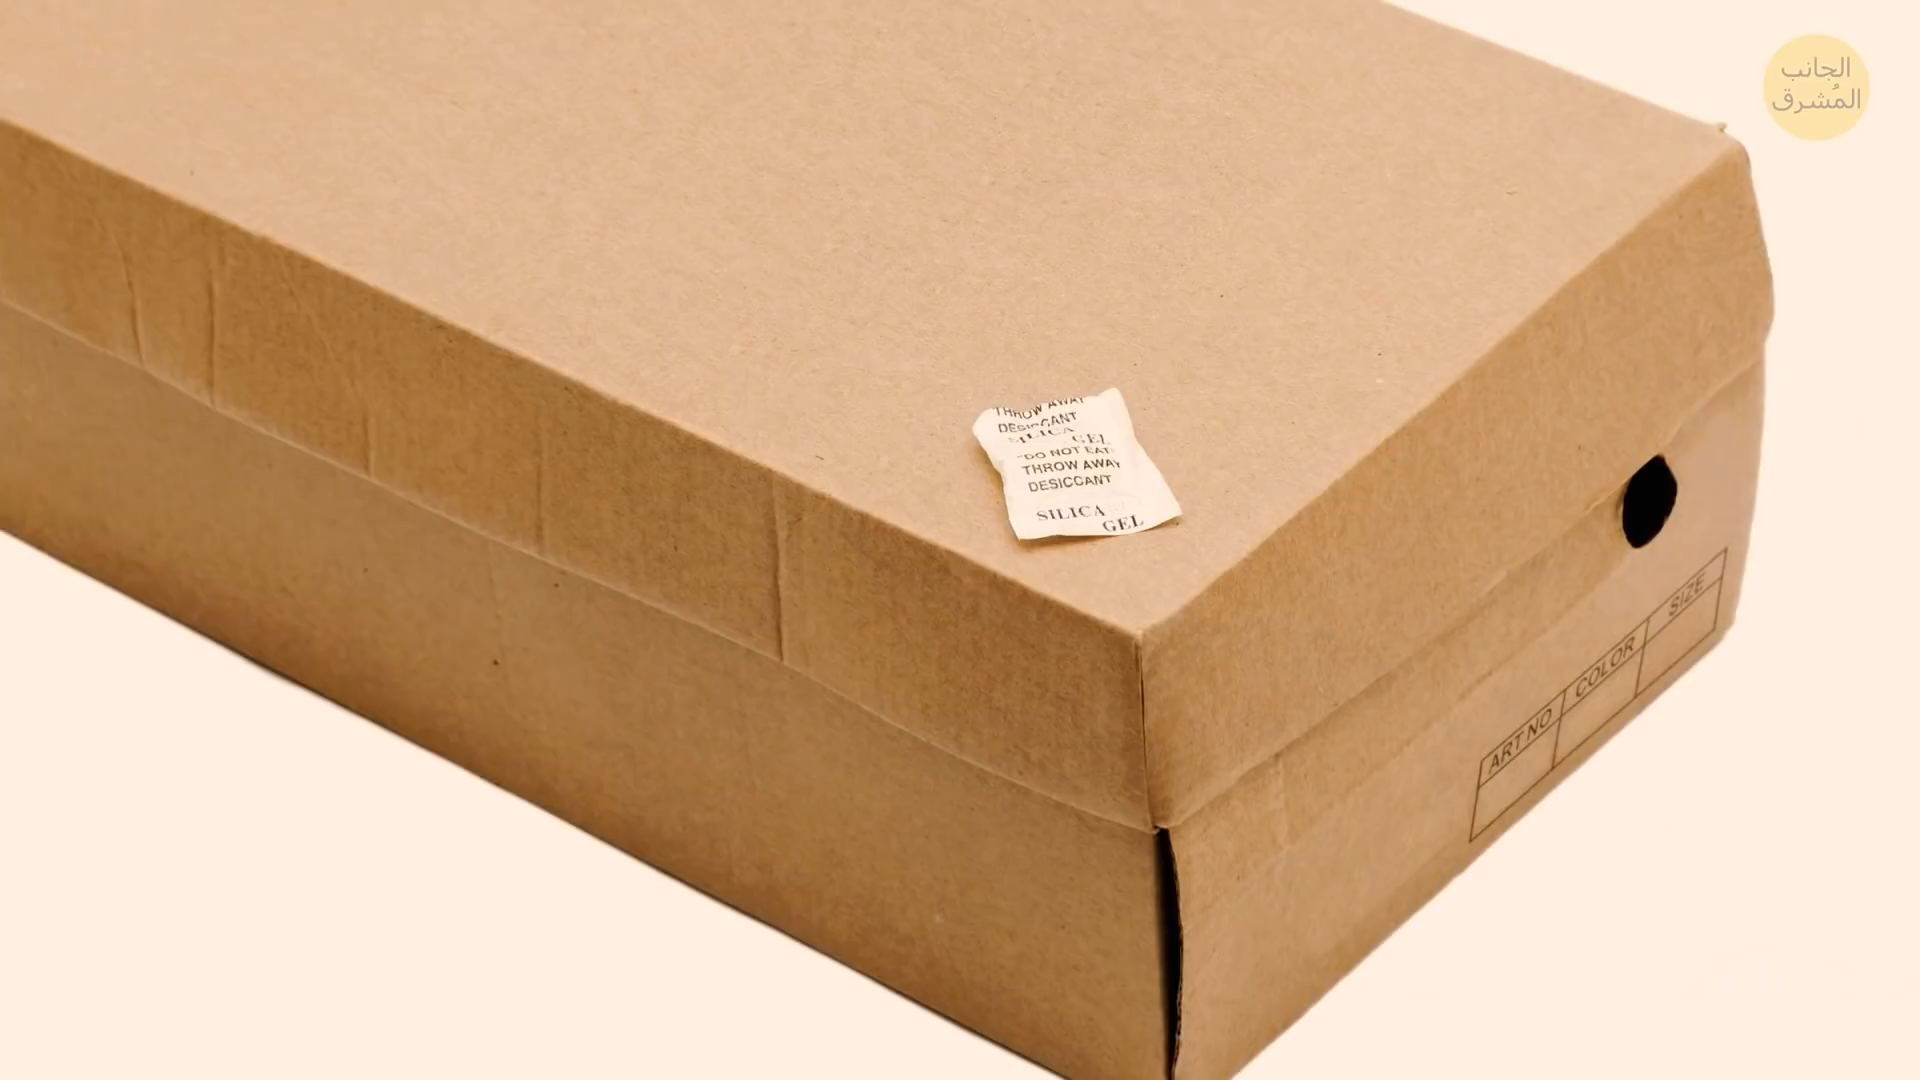 الجانب
المُشرق
THROW AWAY
DESICCANT
SILICA GEL
"DO NOT EAT"
THROW AWAY
DESICCANT
SILICA
GEL
ART NO COLOR SIZE